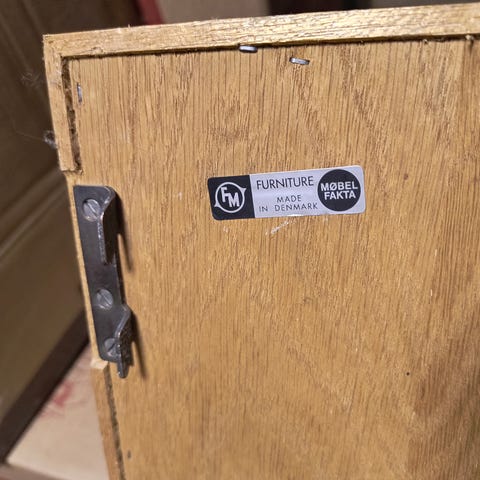 FM
FURNITURE
MADE
IN DENMARK
MØBEL
FAKTA